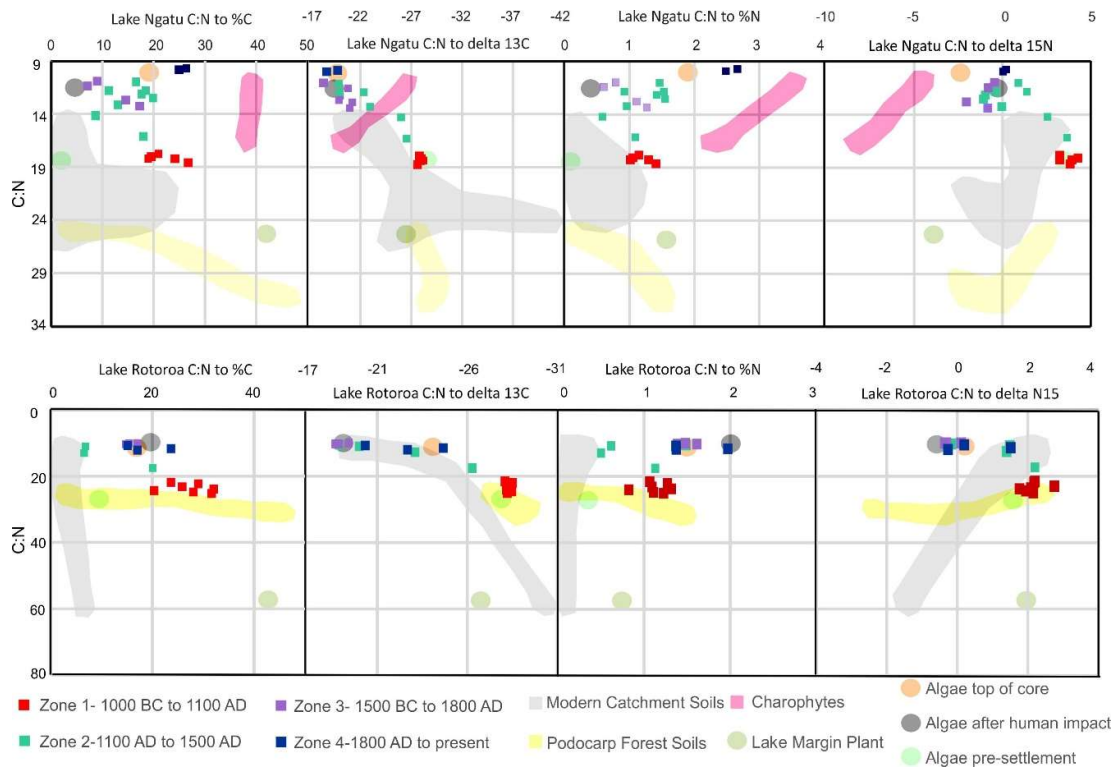 Lake Ngatu C:N to %C
-17 -22 -27 -32 -37 -42
Lake Ngatu C:N to %N
-10 -5 0 5
0 10 20 30 40 50
Lake Ngatu C:N to delta 13C
0 1 2 3 4
Lake Ngatu C:N to delta 15N
9
14
19
24
29
34
C:N
Lake Rotoroa C:N to %C
-17 -21 -26 -31
Lake Rotoroa C:N to %N
-4 -2 0 2 4
0 20 40
Lake Rotoroa C:N to delta 13C
0 1 2 3
Lake Rotoroa C:N to delta N15
0
20
40
60
80
C:N
Zone 1- 1000 BC to 1100 AD
Zone 3- 1500 BC to 1800 AD
Modern Catchment Soils
Charophytes
Algae top of core
Zone 2-1100 AD to 1500 AD
Zone 4-1800 AD to present
Podocarp Forest Soils
Lake Margin Plant
Algae after human impact
Algae pre-settlement